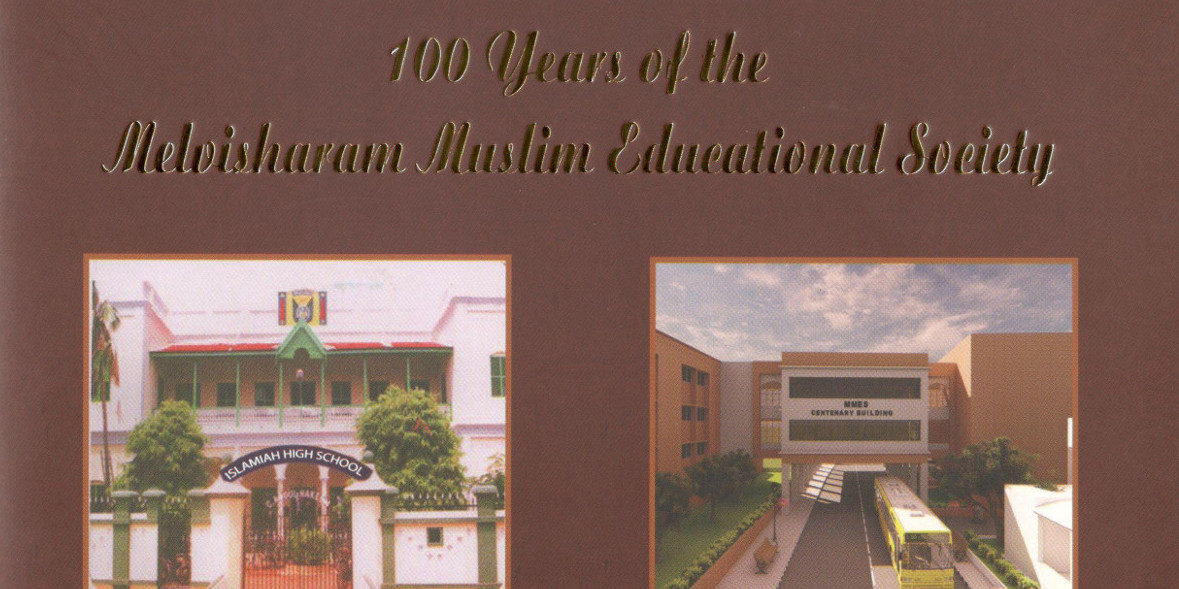 100 Years of the
Melvisharam Muslim Educational Society
ISLAMIAH HIGH SCHOOL
MMES
CENTENARY BUILDING